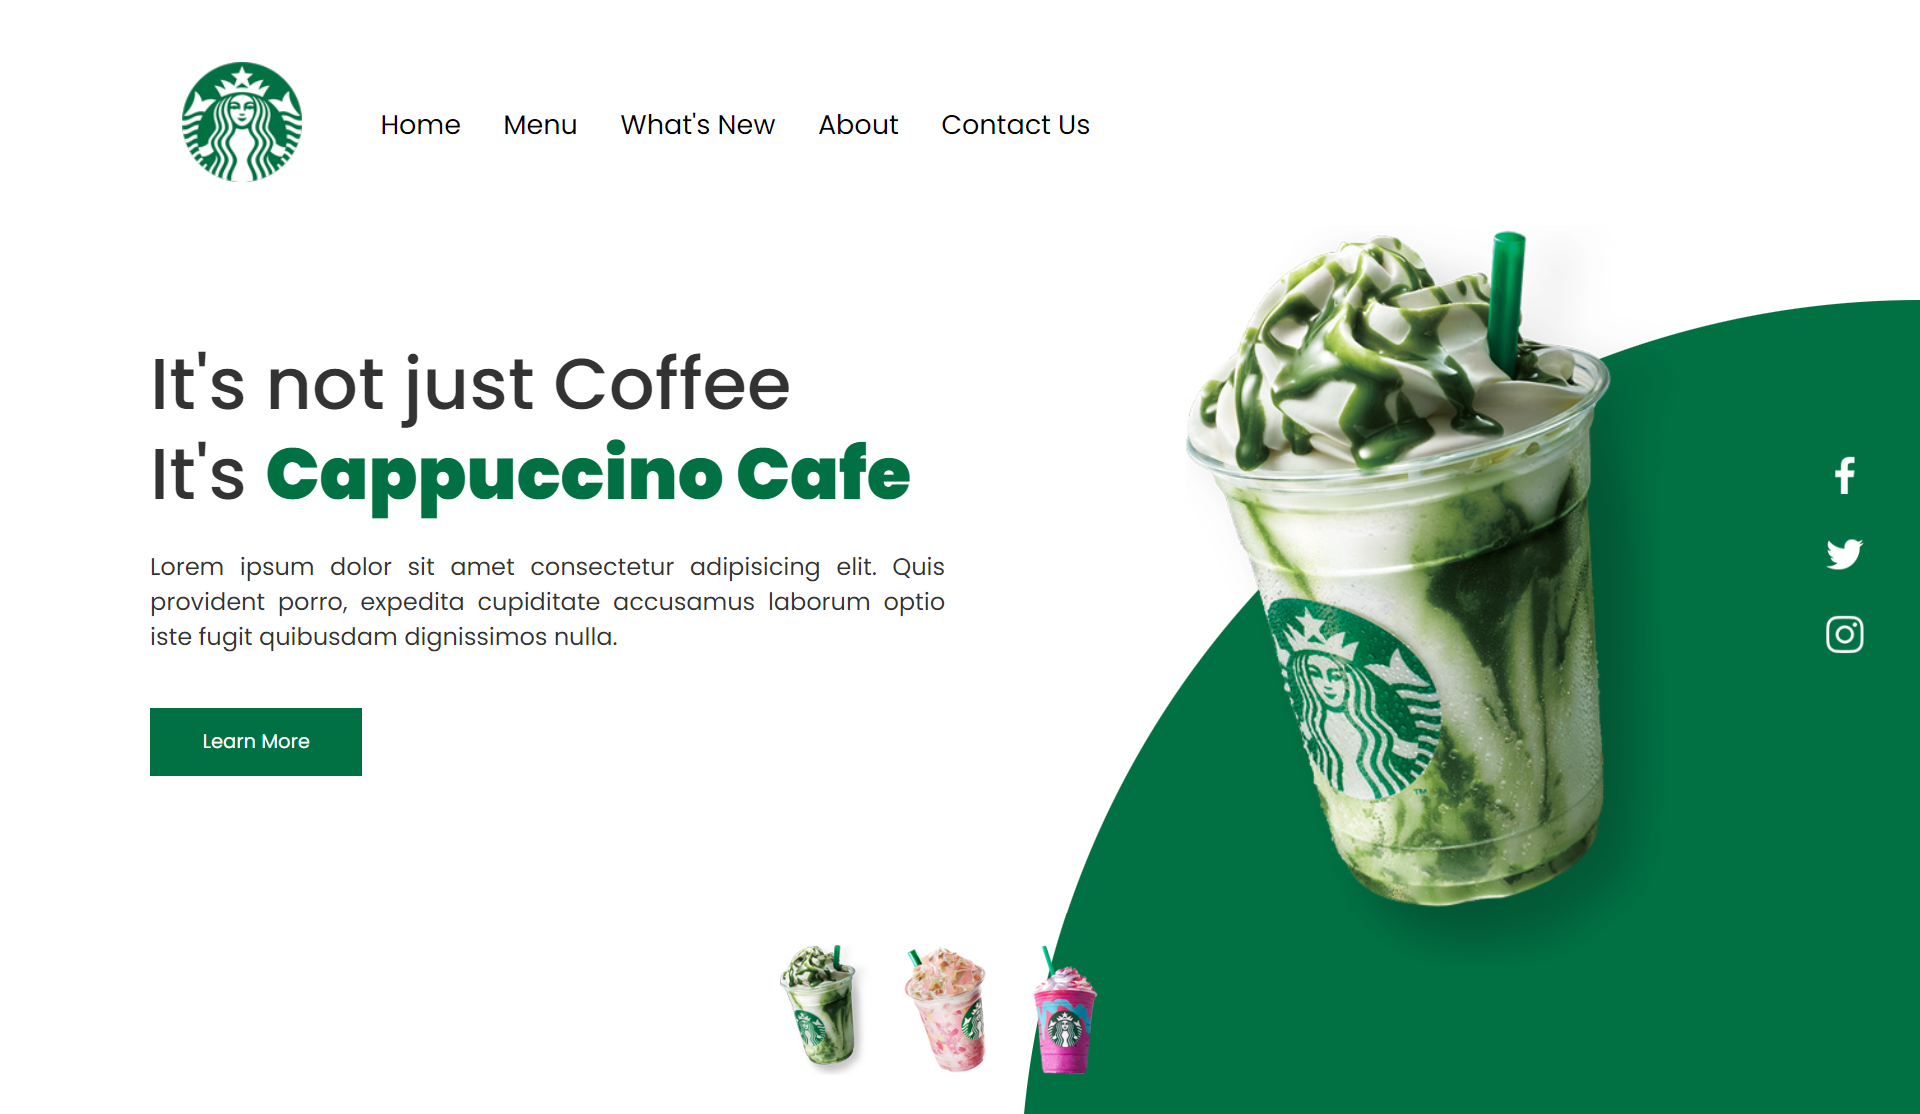 Home Menu What's New About Contact Us
It's not just Coffee
It's Cappuccino Cafe
Lorem ipsum dolor sit amet consectetur adipisicing elit. Quis
provident porro, expedita cupiditate accusamus laborum optio
iste fugit quibusdam dignissimos nulla.
Learn More
TM